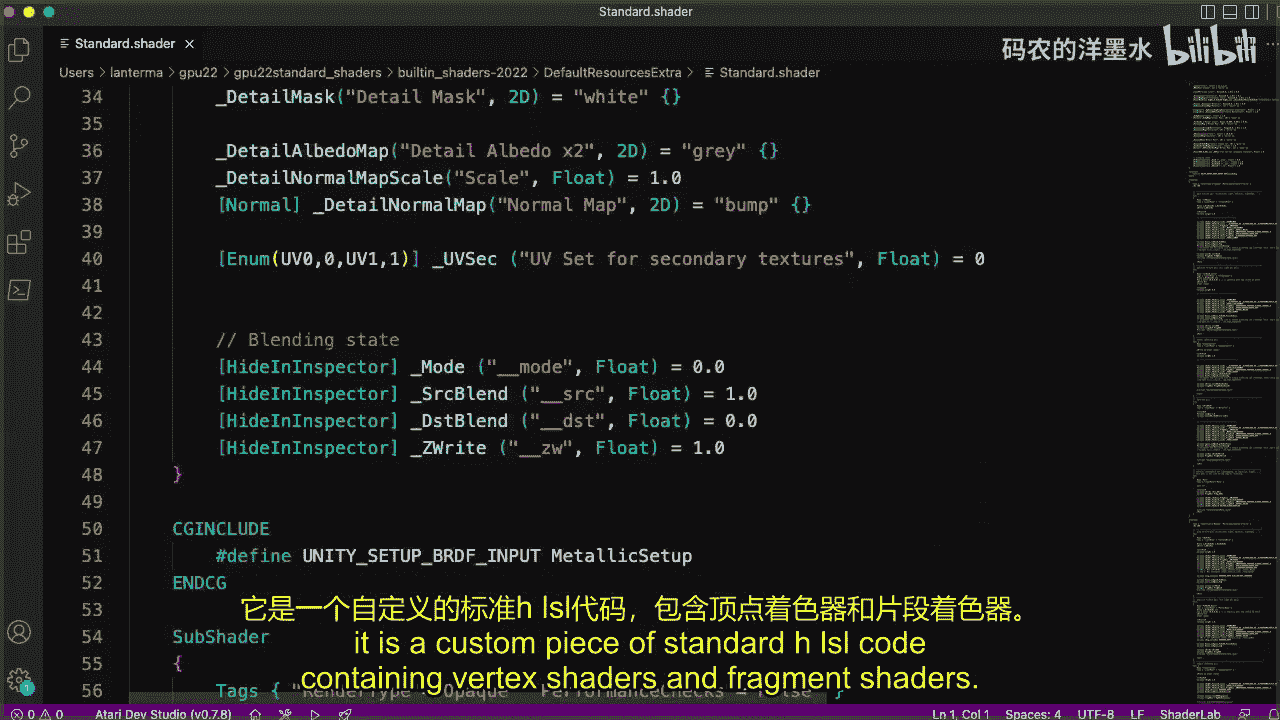 Standard.shader
Standard.shader
码农的洋墨水 bilibili
Users > lanterma > gpu22 > gpu22standard_shaders > builtin_shaders-2022 > DefaultResourcesExtra > Standard.shader
34 _DetailMask("Detail Mask", 2D) = "white" {}
35
36 2D) = "grey" {}
37 _DetailNormalMapScale("Scale", Float) = 1.0
38 [Normal] _DetailNormalMap("Normal Map", 2D) = "bump" {}
39
40 [Enum(UV0,0,UV1,1)] _UVSec ("UV Set for secondary textures", Float) = 0
41
42
43 // Blending state
44 [HideInInspector] _Mode ("__mode", Float) = 0.0
45 [HideInInspector] _SrcBlend ("__src", Float) = 1.0
46 [HideInInspector] _DstBlend ("__dst", Float) = 0.0
47 [HideInInspector] _ZWrite ("__zw", Float) = 1.0
48 }
49
50 CGINCLUDE
51 #define UNITY_SETUP_BRDF_INPUT MetallicSetup
52 ENDCG
53
54 SubShader
55 {
56 Tags {
它是一个自定义的标准hlsl代码，包含顶点着色器和片段着色器。
it is a custom piece of standardh lsl code
containing vertex shaders and fragment shaders.
0 0 Atari Dev Studio (v0.7.8) Ln 1, Col 1 Spaces: 4 UTF-8 LF ShaderLab